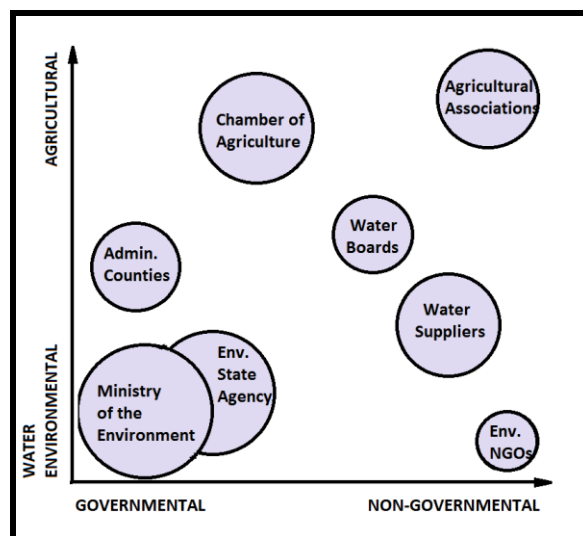 AGRICULTURAL
Agricultural
Associations
Chamber of
Agriculture
Water
Boards
Admin.
Counties
Water
Suppliers
Env.
State
Agency
Ministry
of the
Environment
Env.
NGOs
WATER
ENVIRONMENTAL
GOVERNMENTAL
NON-GOVERNMENTAL